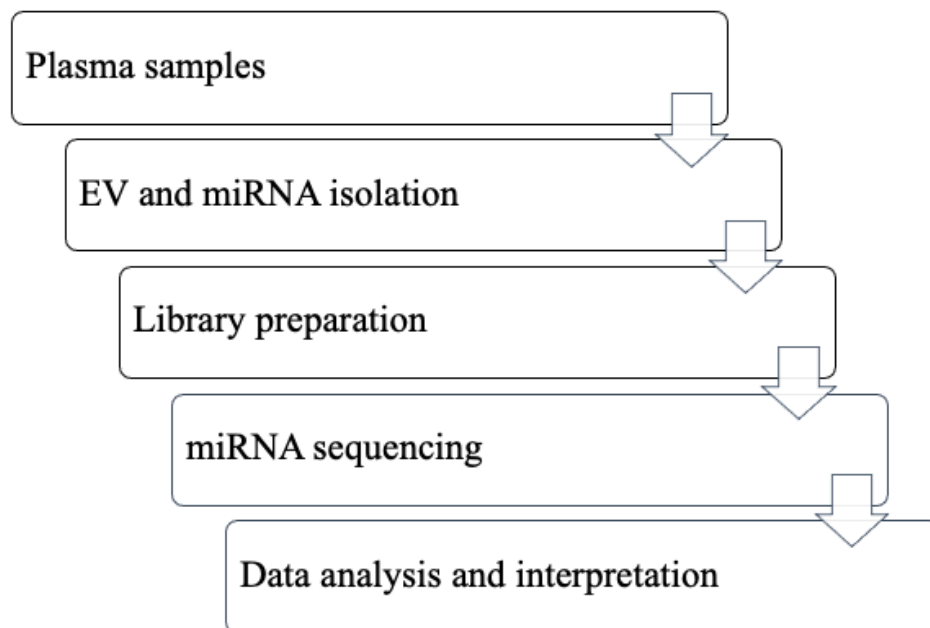 Plasma samples
EV and miRNA isolation
Library preparation
miRNA sequencing
Data analysis and interpretation